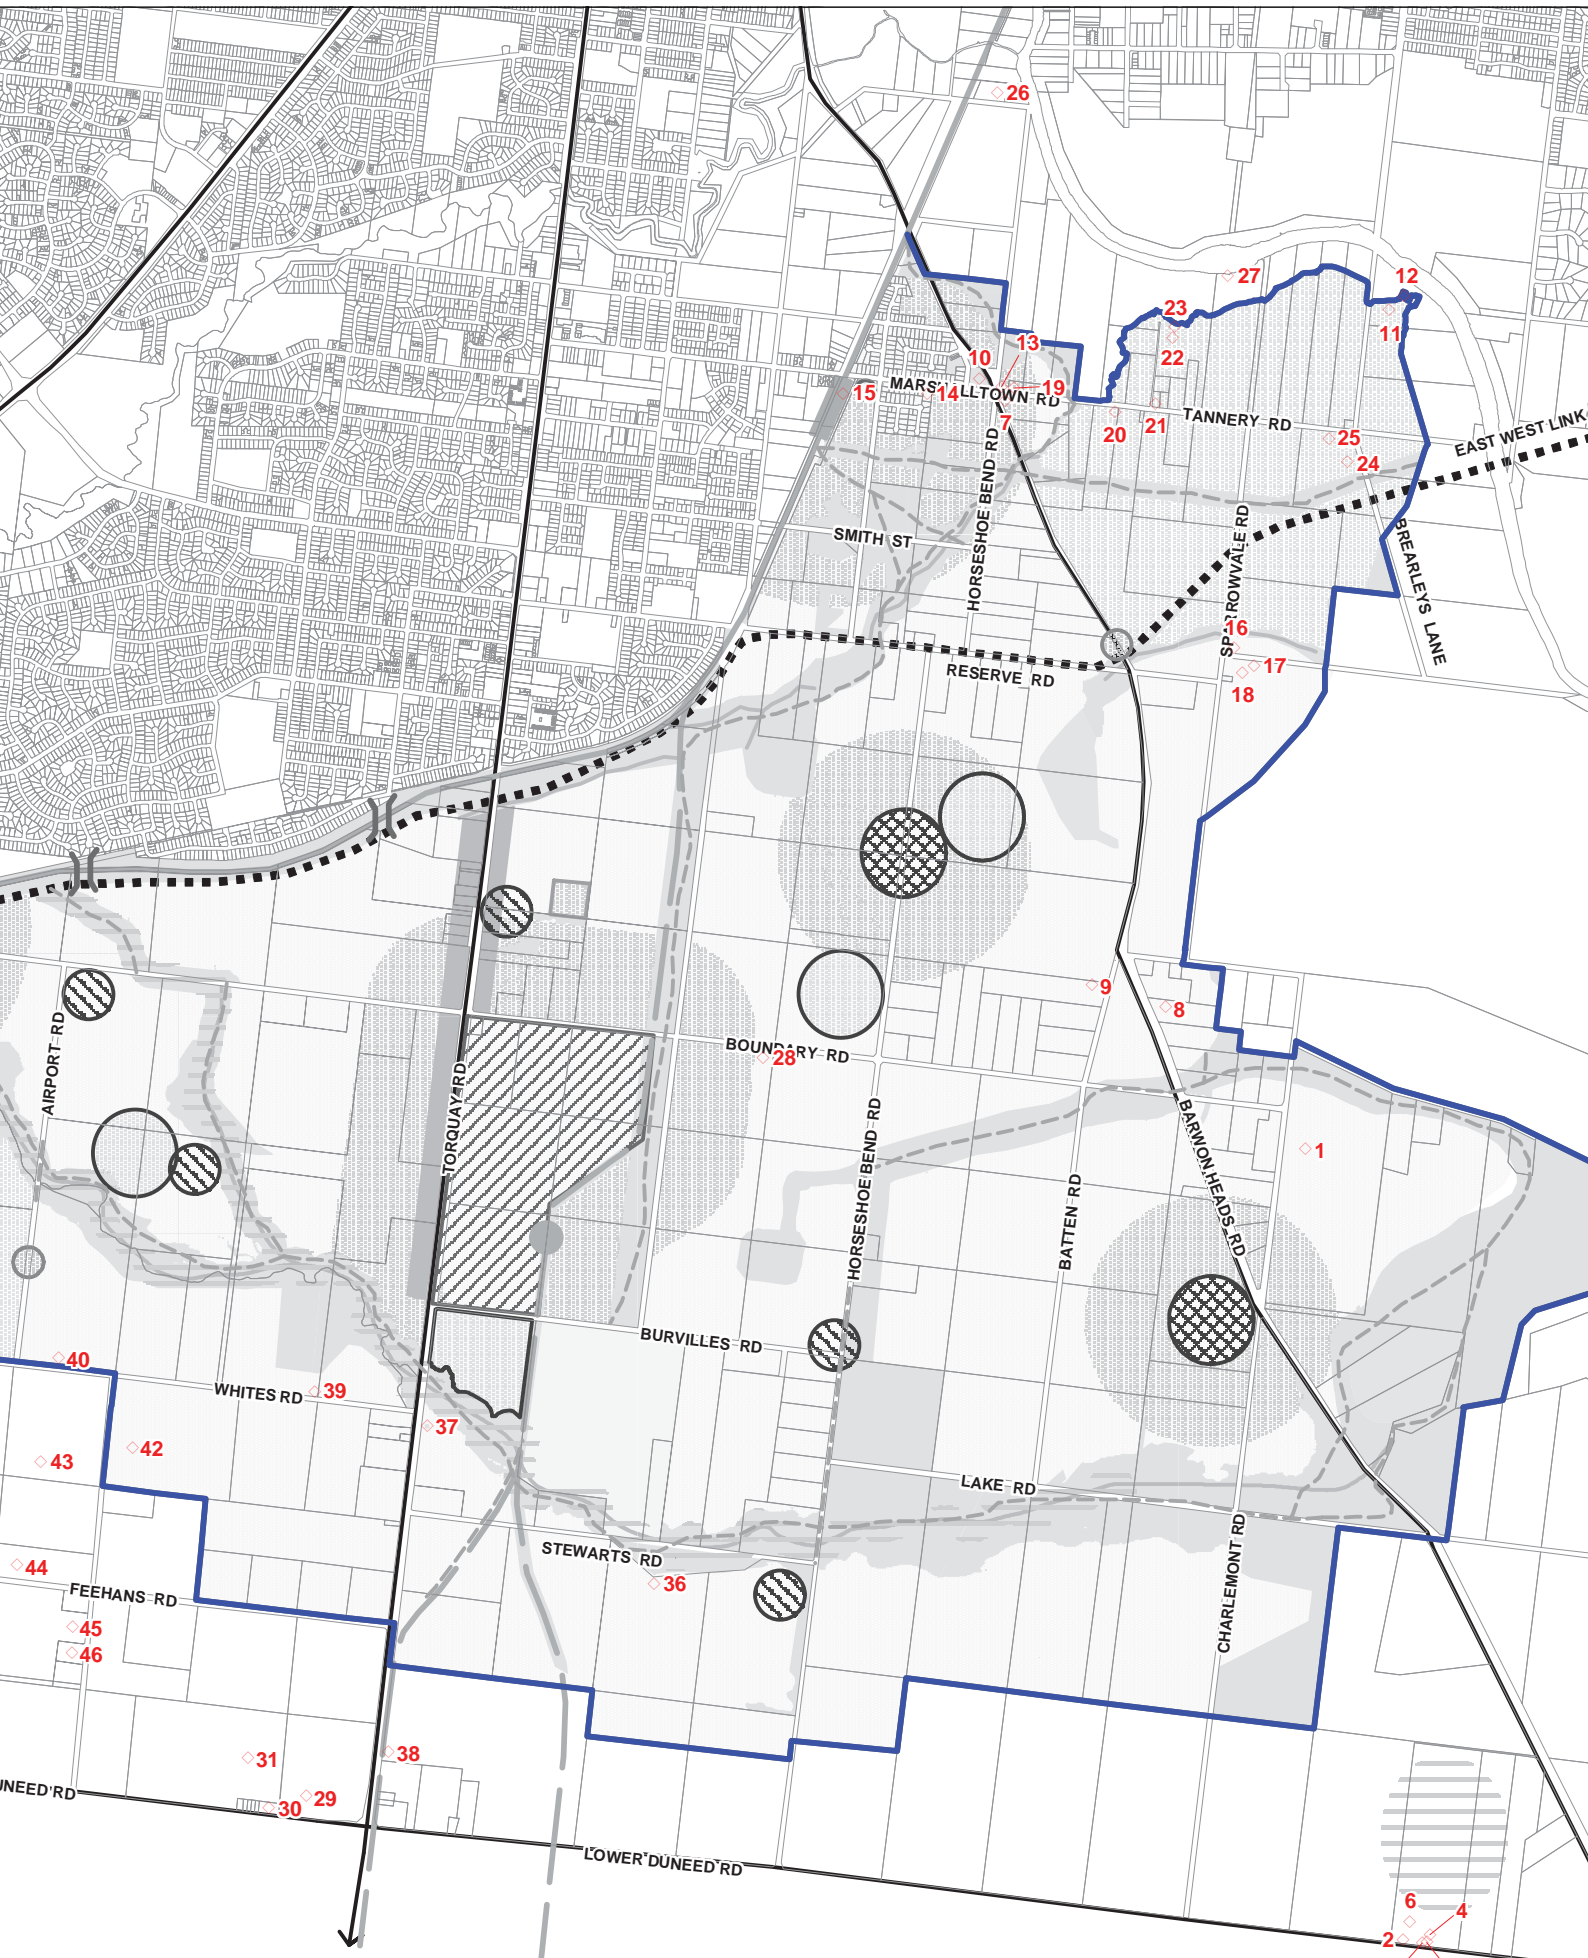 26
12
27
23
11
22
13
10
15
14
MARSHALLTOWN RD
19
7
20
21
TANNERY RD
25
24
EAST WEST LINK
SMITH ST
HORSESHOE BEND RD
SPARROWVALE RD
BREARLEYS LANE
16
17
18
RESERVE RD
9
8
AIRPORT RD
BOUNDARY RD
28
TORQUAY RD
HORSESHOE BEND RD
BATTEN RD
BARWON HEADS RD
1
BURVILLES RD
40
WHITES RD
39
37
42
43
LAKE RD
44
FEEHANS RD
STEWARTS RD
36
CHARLEMONT RD
45
46
31
38
29
30
UNEED RD
LOWER DUNEED RD
6
4
2